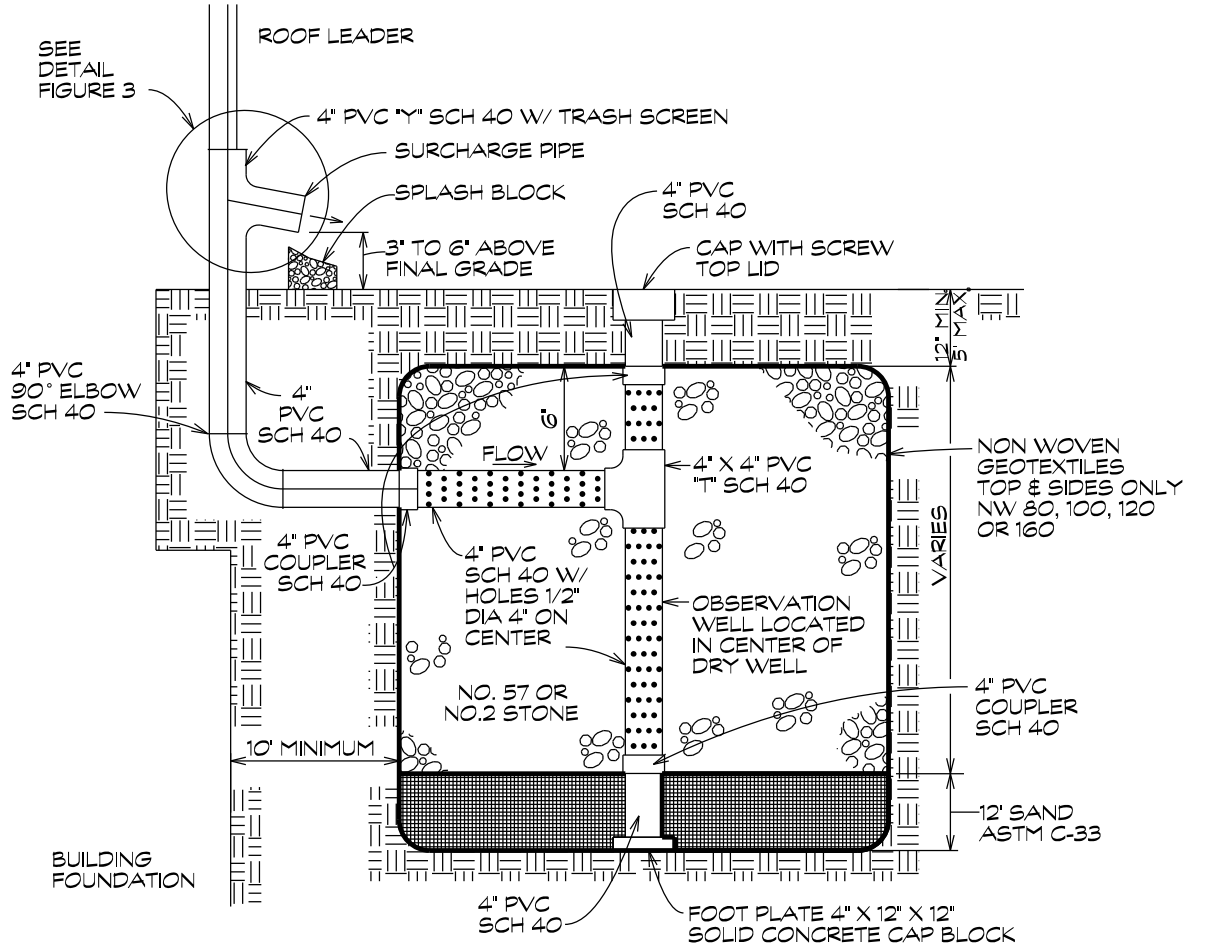 ROOF LEADER
SEE
DETAIL
FIGURE 3
4" PVC "Y" SCH 40 W/ TRASH SCREEN
SURCHARGE PIPE
SPLASH BLOCK
4" PVC
SCH 40
3" TO 6" ABOVE
FINAL GRADE
CAP WITH SCREW
TOP LID
12" MIN.
5' MAX.
4" PVC
90° ELBOW
SCH 40
4"
PVC
SCH 40
6"
FLOW
4" X 4" PVC
"T" SCH 40
NON WOVEN
GEOTEXTILES
TOP & SIDES ONLY
NW 80, 100, 120
OR 160
VARIES
4" PVC
COUPLER
SCH 40
4" PVC
SCH 40 W/
HOLES 1/2"
DIA 4" ON
CENTER
OBSERVATION
WELL LOCATED
IN CENTER OF
DRY WELL
NO. 57 OR
NO.2 STONE
4" PVC
COUPLER
SCH 40
10' MINIMUM
12' SAND
ASTM C-33
BUILDING
FOUNDATION
4" PVC
SCH 40
FOOT PLATE 4" X 12" X 12"
SOLID CONCRETE CAP BLOCK